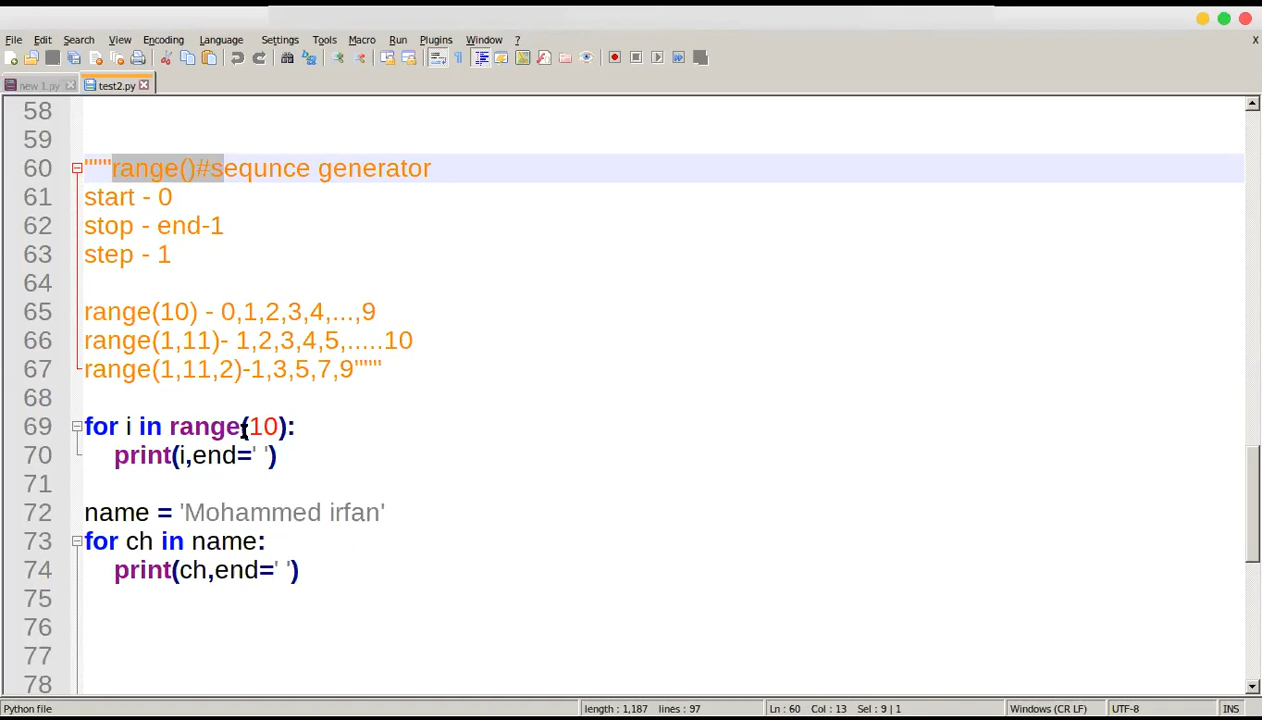 File Edit Search View Encoding Language Settings Tools Macro Run Plugins Window ? X
new 1.py test2.py
58
59
60 """range()#sequnce generator
61 start - 0
62 stop - end-1
63 step - 1
64
65 range(10) - 0,1,2,3,4,...,9
66 range(1,11)- 1,2,3,4,5,.....10
67 range(1,11,2)-1,3,5,7,9"""
68
69 for i in range(10):
70 print(i,end=' ')
71
72 name = 'Mohammed irfan'
73 for ch in name:
74 print(ch,end=' ')
75
76
77
78
Python file length : 1,187 lines : 97 Ln : 60 Col : 13 Sel : 9 | 1 Windows (CR LF) UTF-8 INS